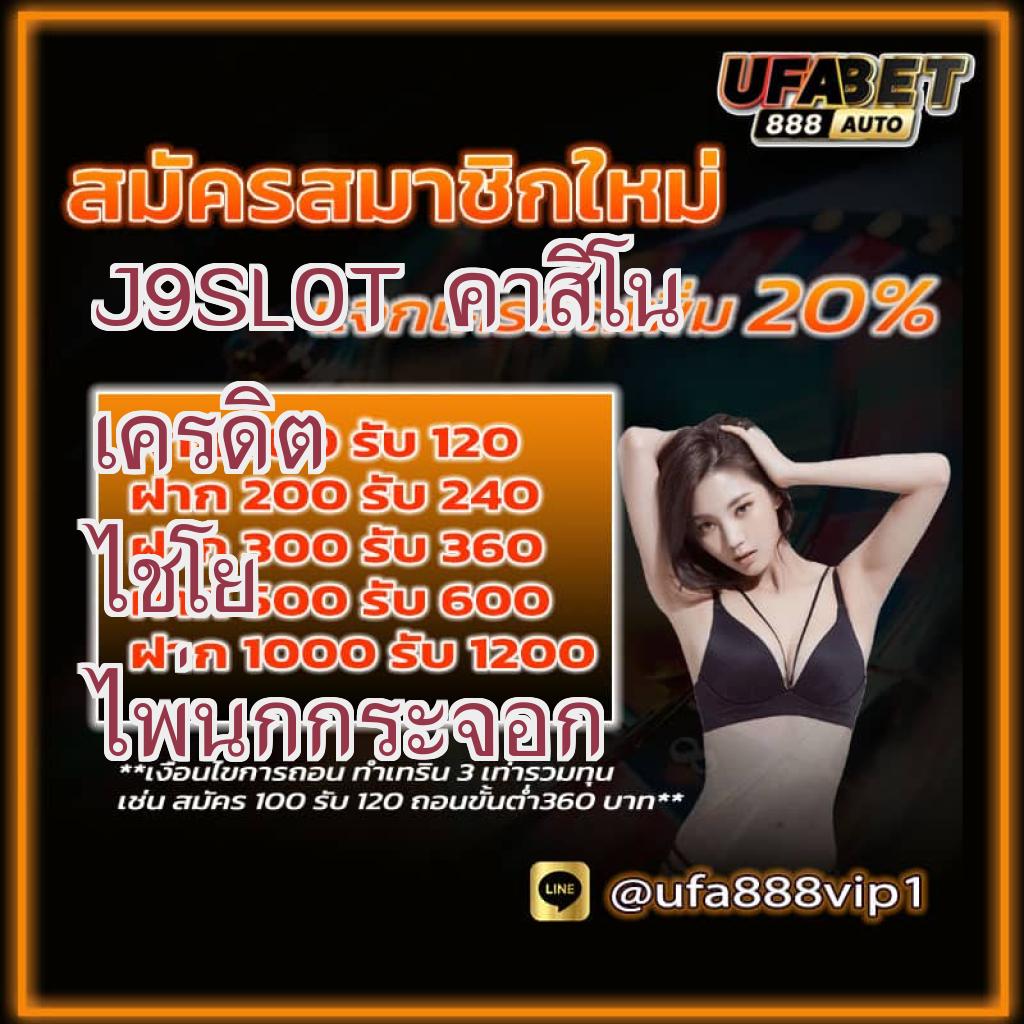 UFABET
888 AUTO
สมัครสมาชิกใหม่
J9SLOT คาสิโน
20%
เครดิต
รับ 120
ฝาก 200 รับ 240
ไชโย
300 รับ 360
รับ 600
ฝาก 1000 รับ 1200
ไพ่นกกระจอก
**เงื่อนไขการถอน ทำเทริน 3 เท่ารวมทุน
เช่น สมัคร 100 รับ 120 ถอนขั้นต่ำ360 บาท**
LINE @ufa888vip1